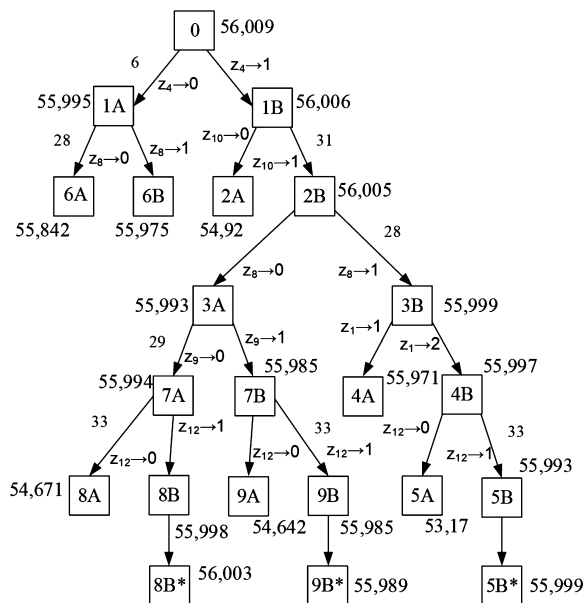 0 56,009
6 z₄→0 z₄→1
55,995 1A 1B 56,006
28 z₈→0 z₈→1 z₁₀→0 z₁₀→1 31
6A 6B 2A 2B 56,005
55,842 55,975 54,92
28
z₈→0 z₈→1
55,993 3A 3B 55,999
29 z₉→0 z₉→1 z₁→1 z₁→2
55,994 7A 7B 55,985 4A 55,971 4B 55,997
33 z₁₂→0 z₁₂→1 z₁₂→0 z₁₂→1 33 z₁₂→0 z₁₂→1 33
54,671 8A 8B 9A 9B 5A 5B 55,993
55,998 54,642 55,985 53,17
8B* 56,003 9B* 55,989 5B* 55,999